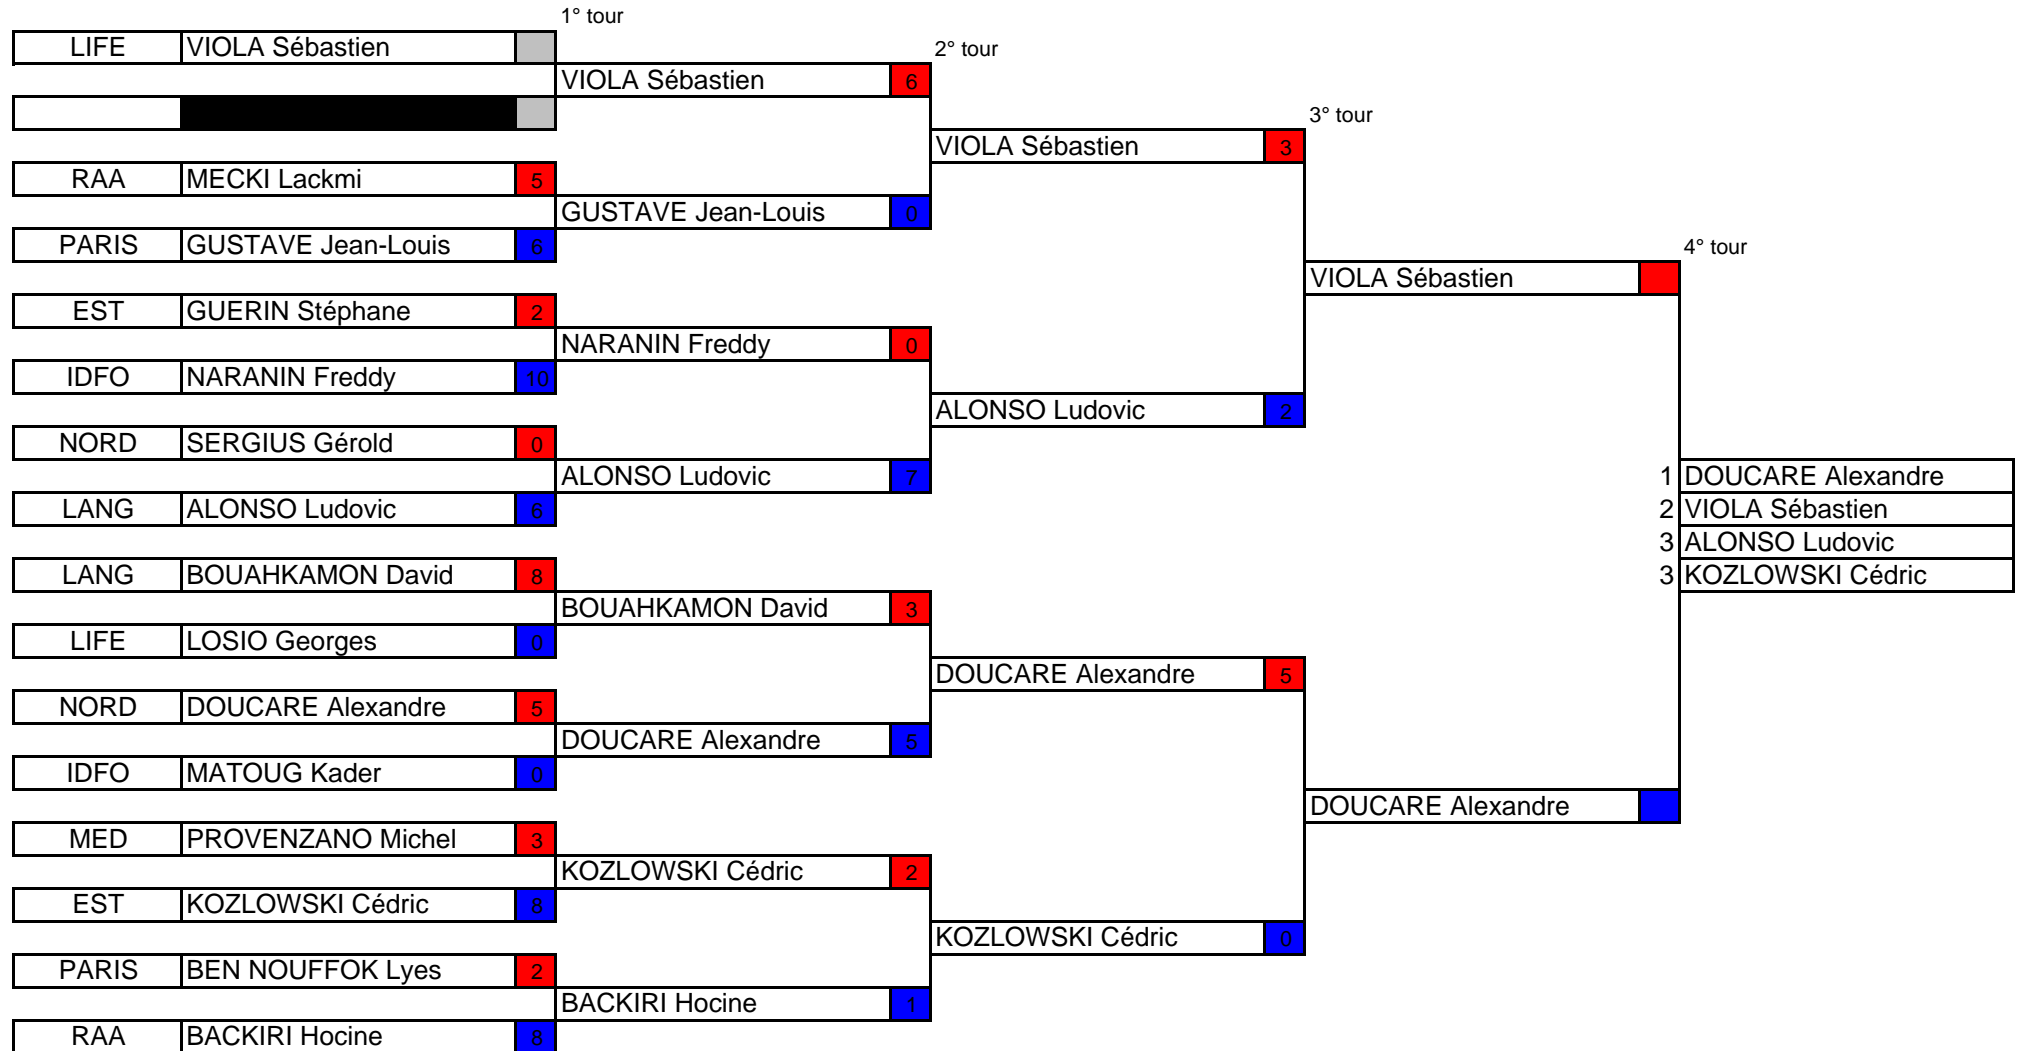 1° tour
LIFE VIOLA Sébastien
2° tour
VIOLA Sébastien 6
3° tour
VIOLA Sébastien 3
RAA MECKI Lackmi 5
GUSTAVE Jean-Louis 0
PARIS GUSTAVE Jean-Louis 6
4° tour
VIOLA Sébastien
EST GUERIN Stéphane 2
NARANIN Freddy 0
IDFO NARANIN Freddy 10
ALONSO Ludovic 2
NORD SERGIUS Gérold 0
ALONSO Ludovic 7
1 DOUCARE Alexandre
LANG ALONSO Ludovic 6
2 VIOLA Sébastien
3 ALONSO Ludovic
LANG BOUAHKAMON David 8
3 KOZLOWSKI Cédric
BOUAHKAMON David 3
LIFE LOSIO Georges 0
DOUCARE Alexandre 5
NORD DOUCARE Alexandre 5
DOUCARE Alexandre 5
IDFO MATOUG Kader 0
DOUCARE Alexandre
MED PROVENZANO Michel 3
KOZLOWSKI Cédric 2
EST KOZLOWSKI Cédric 8
KOZLOWSKI Cédric 0
PARIS BEN NOUFFOK Lyes 2
BACKIRI Hocine 1
RAA BACKIRI Hocine 8